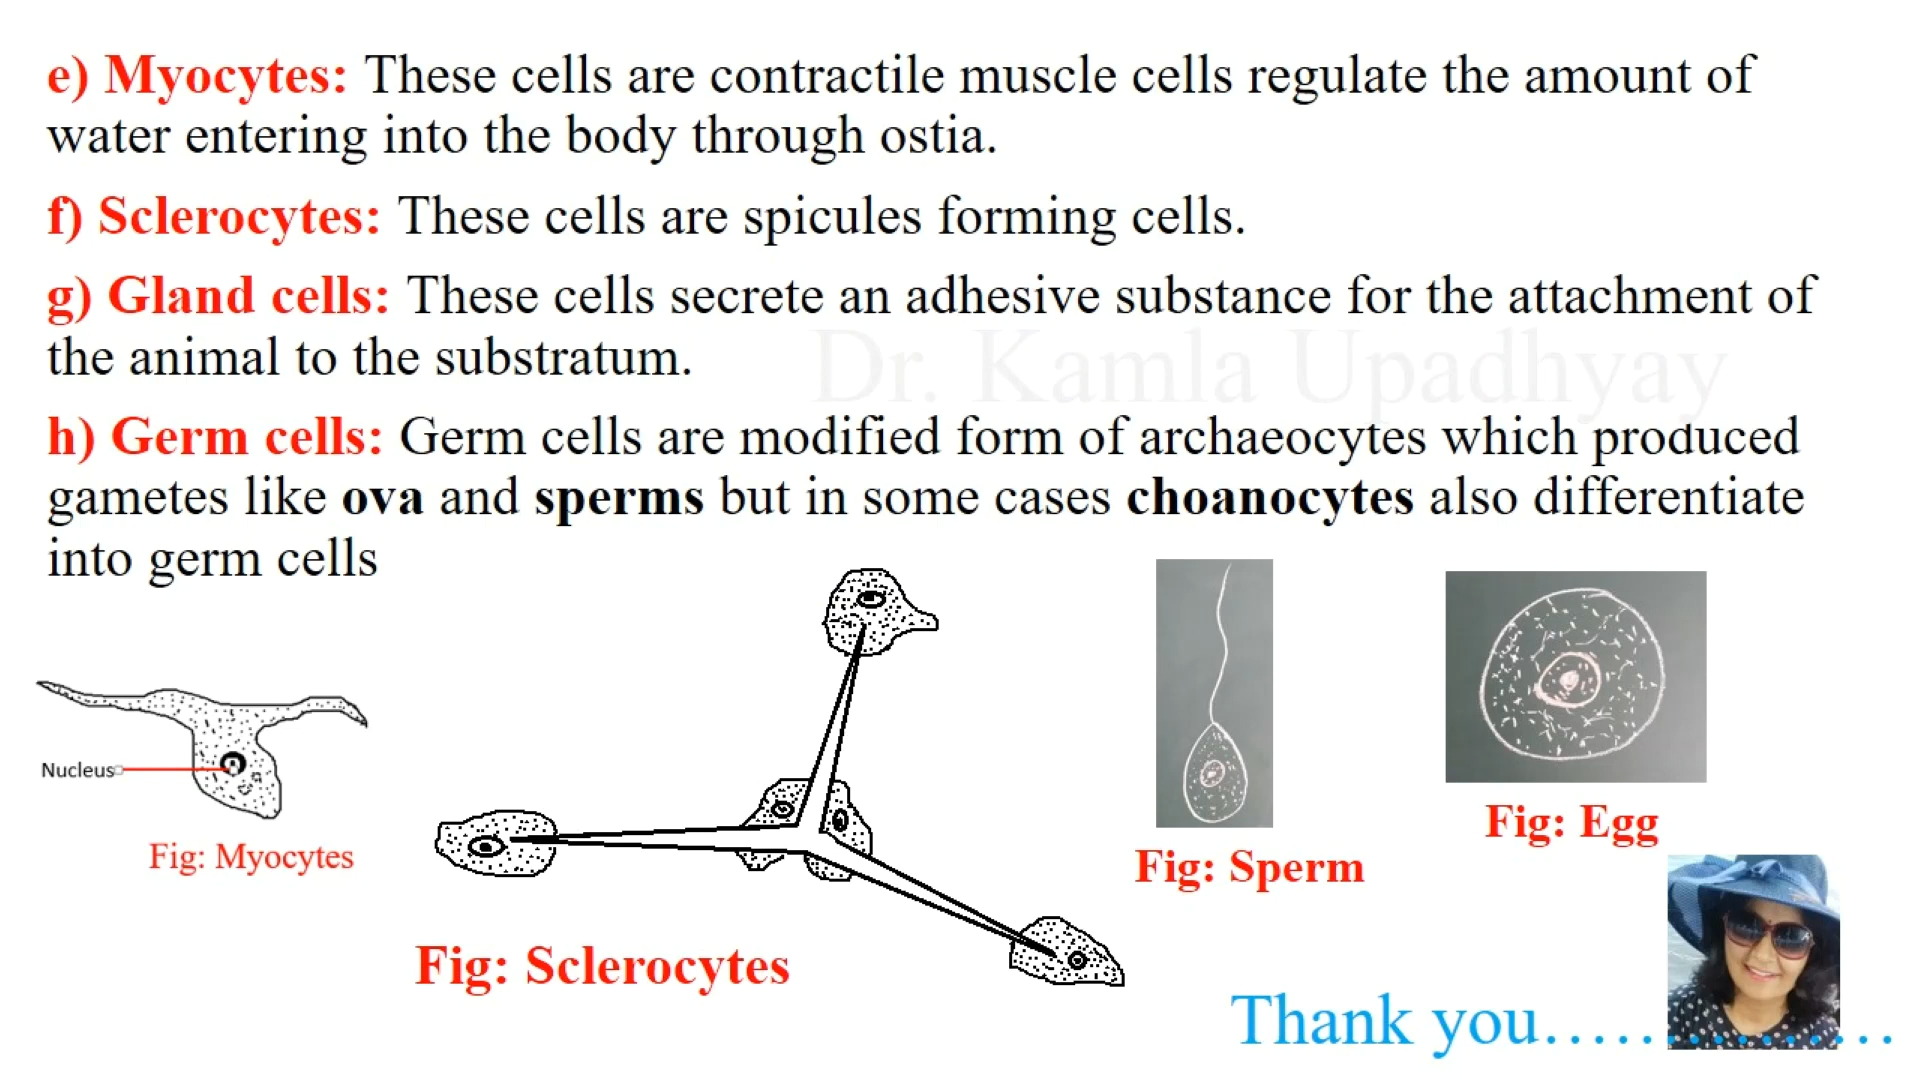 e) Myocytes: These cells are contractile muscle cells regulate the amount of
water entering into the body through ostia.
f) Sclerocytes: These cells are spicules forming cells.
g) Gland cells: These cells secrete an adhesive substance for the attachment of
the animal to the substratum.
Dr. Kamla Upadhyay
h) Germ cells: Germ cells are modified form of archaeocytes which produced
gametes like ova and sperms but in some cases choanocytes also differentiate
into germ cells
Nucleus
Fig: Myocytes
Fig: Sclerocytes
Fig: Sperm
Fig: Egg
Thank you……………